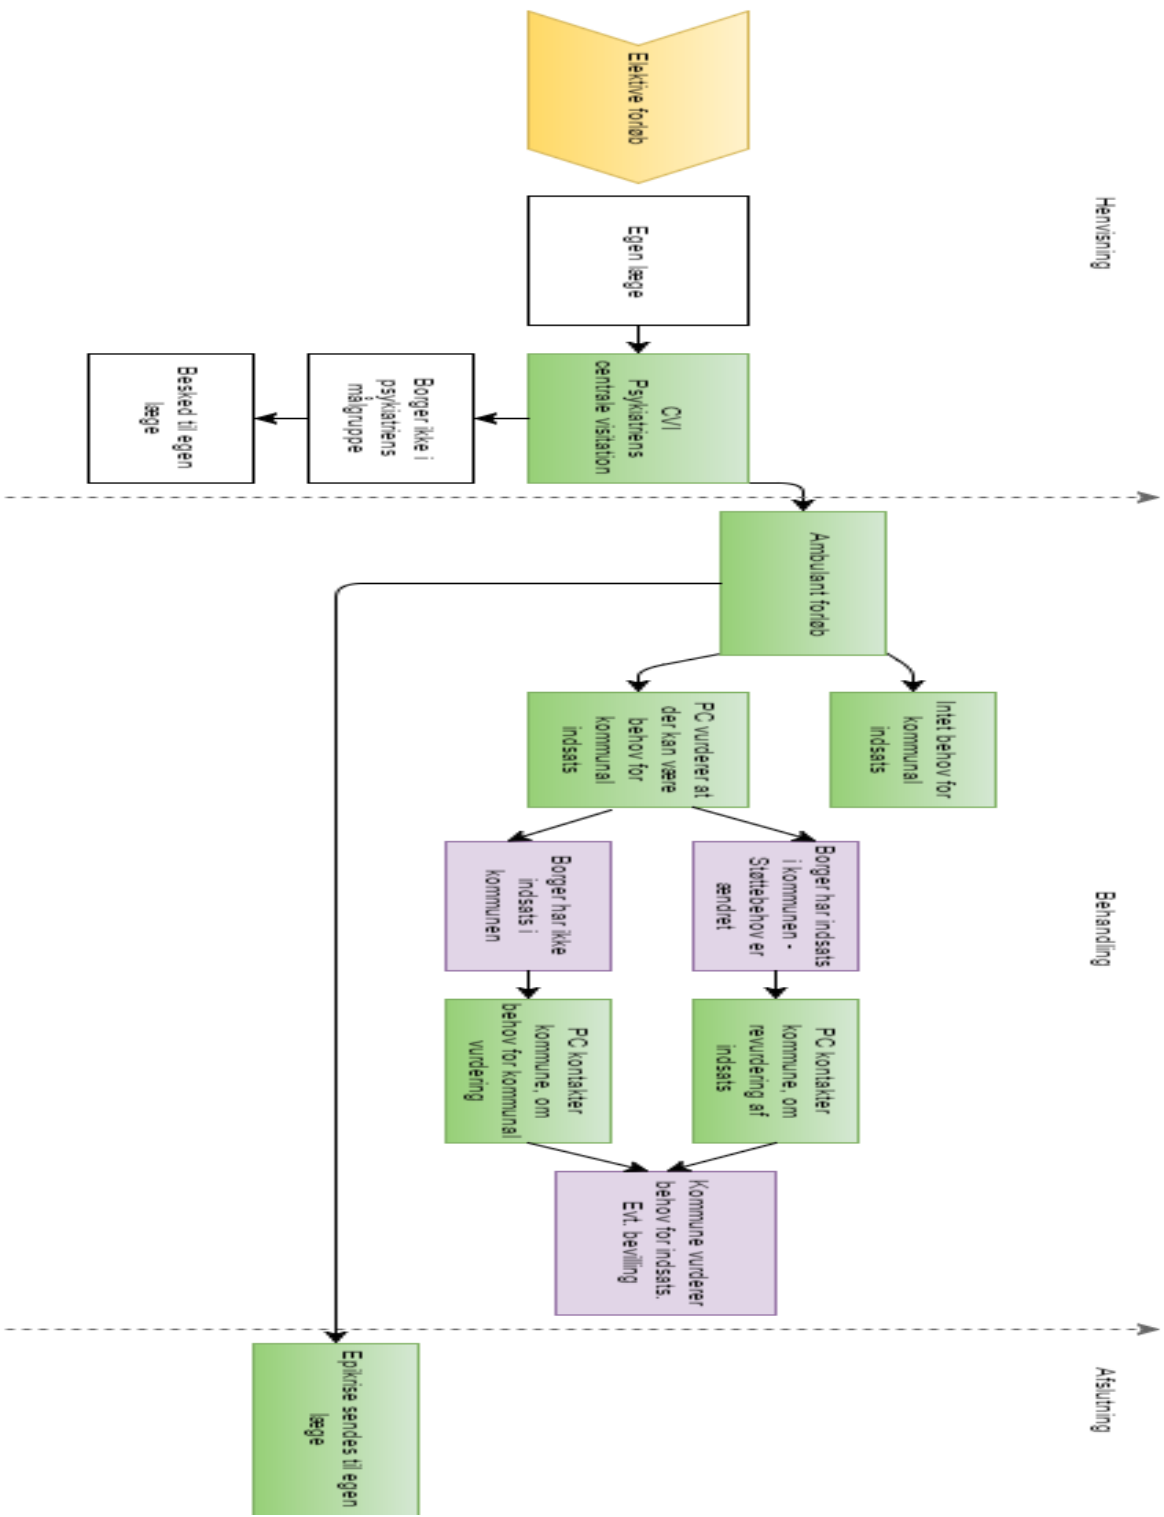 Henvisning
Behandling
Afslutning
Elektive forløb
Egen læge
CVI
Psykiatriens
centrale visitation
Borger ikke i
psykiatriens
målgruppe
Besked til egen
læge
Ambulant forløb
Intet behov for
kommunal
indsats
PC vurderer at
der kan være
behov for
kommunal
indsats
Borger har indsats
i kommunen -
Støttebehov er
ændret
Borger har ikke
indsats i
kommunen
PC kontakter
kommune, om
revurdering af
indsats
PC kontakter
kommune, om
behov for kommunal
vurdering
Kommune vurderer
behov for indsats.
Evt. bevilling
Epikrise sendes til egen
læge